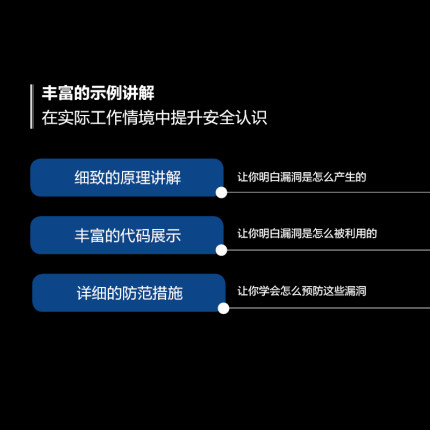 丰富的示例讲解
在实际工作情境中提升安全认识
细致的原理讲解
让你明白漏洞是怎么产生的
丰富的代码展示
让你明白漏洞是怎么被利用的
详细的防范措施
让你学会怎么预防这些漏洞